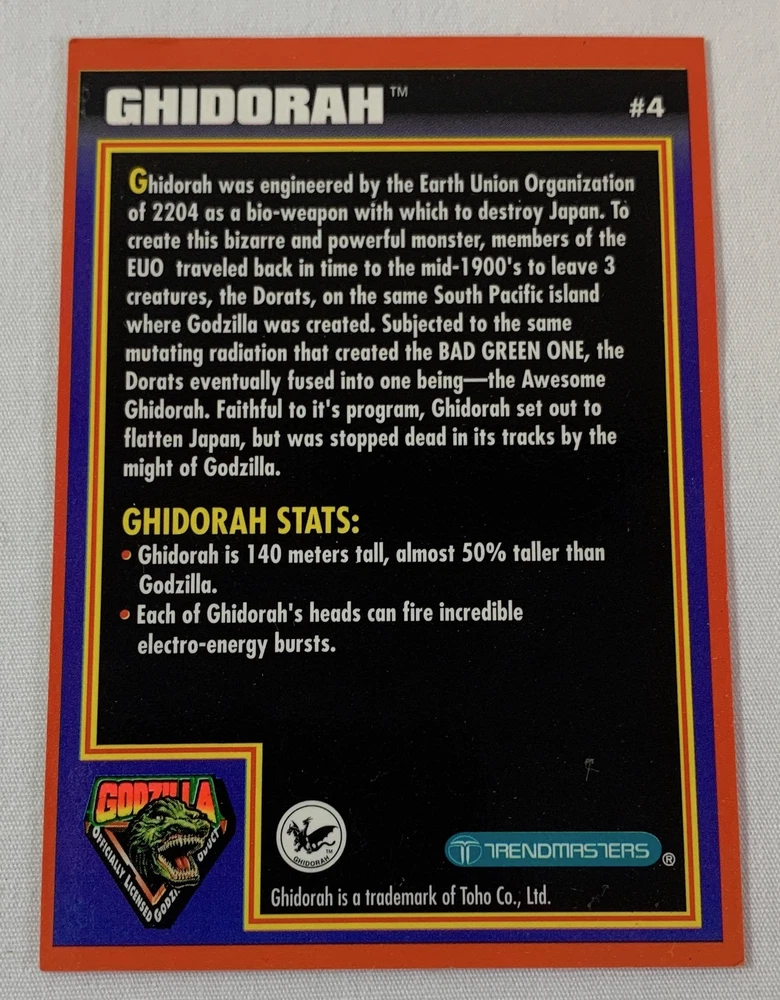 GHIDORAH™
#4
Ghidorah was engineered by the Earth Union Organization
of 2204 as a bio-weapon with which to destroy Japan. To
create this bizarre and powerful monster, members of the
EUO traveled back in time to the mid-1900's to leave 3
creatures, the Dorats, on the same South Pacific island
where Godzilla was created. Subjected to the same
mutating radiation that created the BAD GREEN ONE, the
Dorats eventually fused into one being—the Awesome
Ghidorah. Faithful to it's program, Ghidorah set out to
flatten Japan, but was stopped dead in its tracks by the
might of Godzilla.
GHIDORAH STATS:
• Ghidorah is 140 meters tall, almost 50% taller than
Godzilla.
• Each of Ghidorah's heads can fire incredible
electro-energy bursts.
GODZILLA
OFFICIALLY LICENSED
GHIDORAH™
TRENDMASTERS®
Ghidorah is a trademark of Toho Co., Ltd.